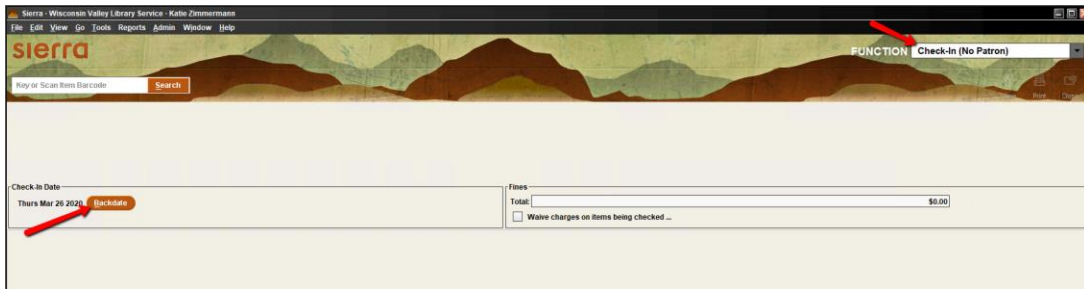 Sierra - Wisconsin Valley Library Service - Katie Zimmermann
File Edit View Go Tools Reports Admin Window Help
sierra
FUNCTION Check-In (No Patron)
Key or Scan Item Barcode Search
Print Close
Check-In Date
Thurs Mar 26 2020 Backdate
Fines
Total: $0.00
Waive charges on items being checked ...